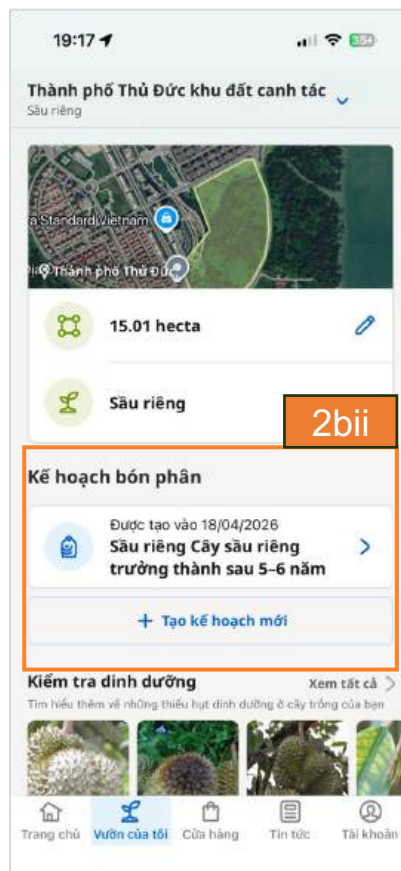 19:17
35
Thành phố Thủ Đức khu đất canh tác
Sầu riêng
a Standard Vietnam
Thành phố Thủ Đức
15.01 hecta
Sầu riêng
2bii
Kế hoạch bón phân
Được tạo vào 18/04/2026
Sầu riêng Cây sầu riêng
trưởng thành sau 5–6 năm
+ Tạo kế hoạch mới
Kiểm tra dinh dưỡng
Xem tất cả
Tìm hiểu thêm về những thiếu hụt dinh dưỡng ở cây trồng của bạn
Trang chủ Vườn của tôi Cửa hàng Tin tức Tài khoản